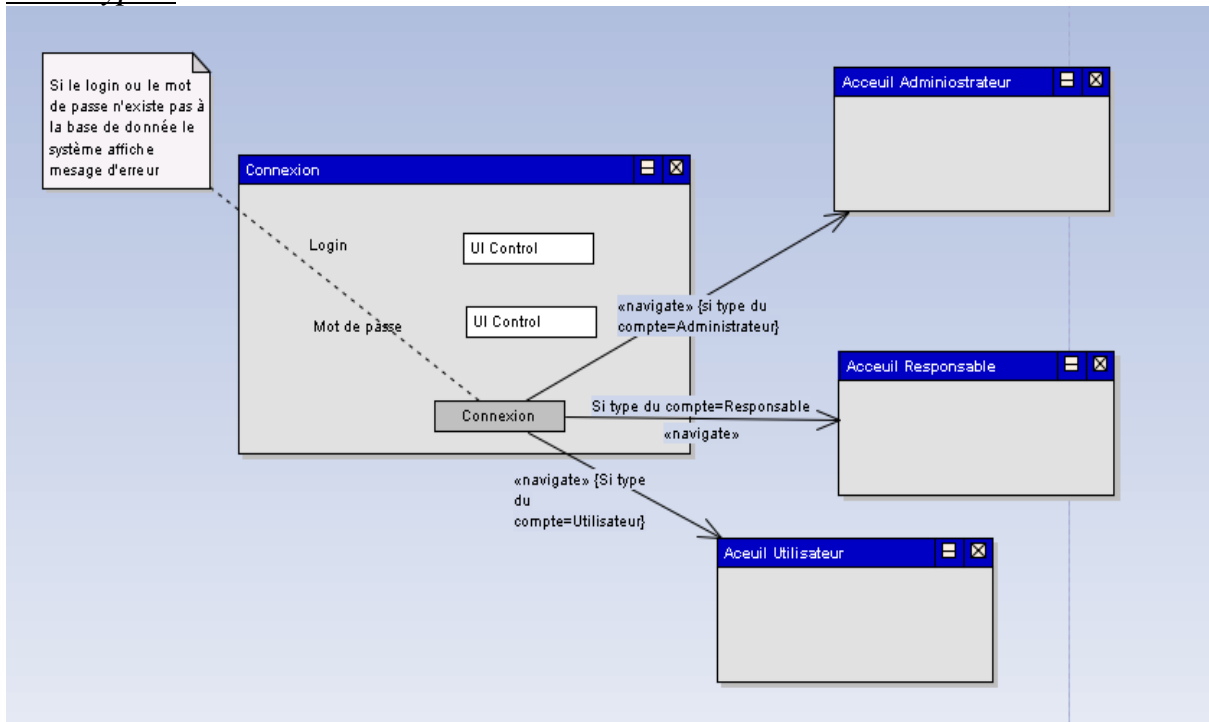 Si le login ou le mot
de passe n'existe pas à
la base de donnée le
système affiche
mesage d'erreur
Acceuil Adminiostrateur
Connexion
Login
UI Control
Mot de passe
UI Control
Connexion
«navigate» {si type du
compte=Administrateur}
Acceuil Responsable
Si type du compte=Responsable
«navigate»
«navigate» {Si type
du
compte=Utilisateur}
Aceuil Utilisateur